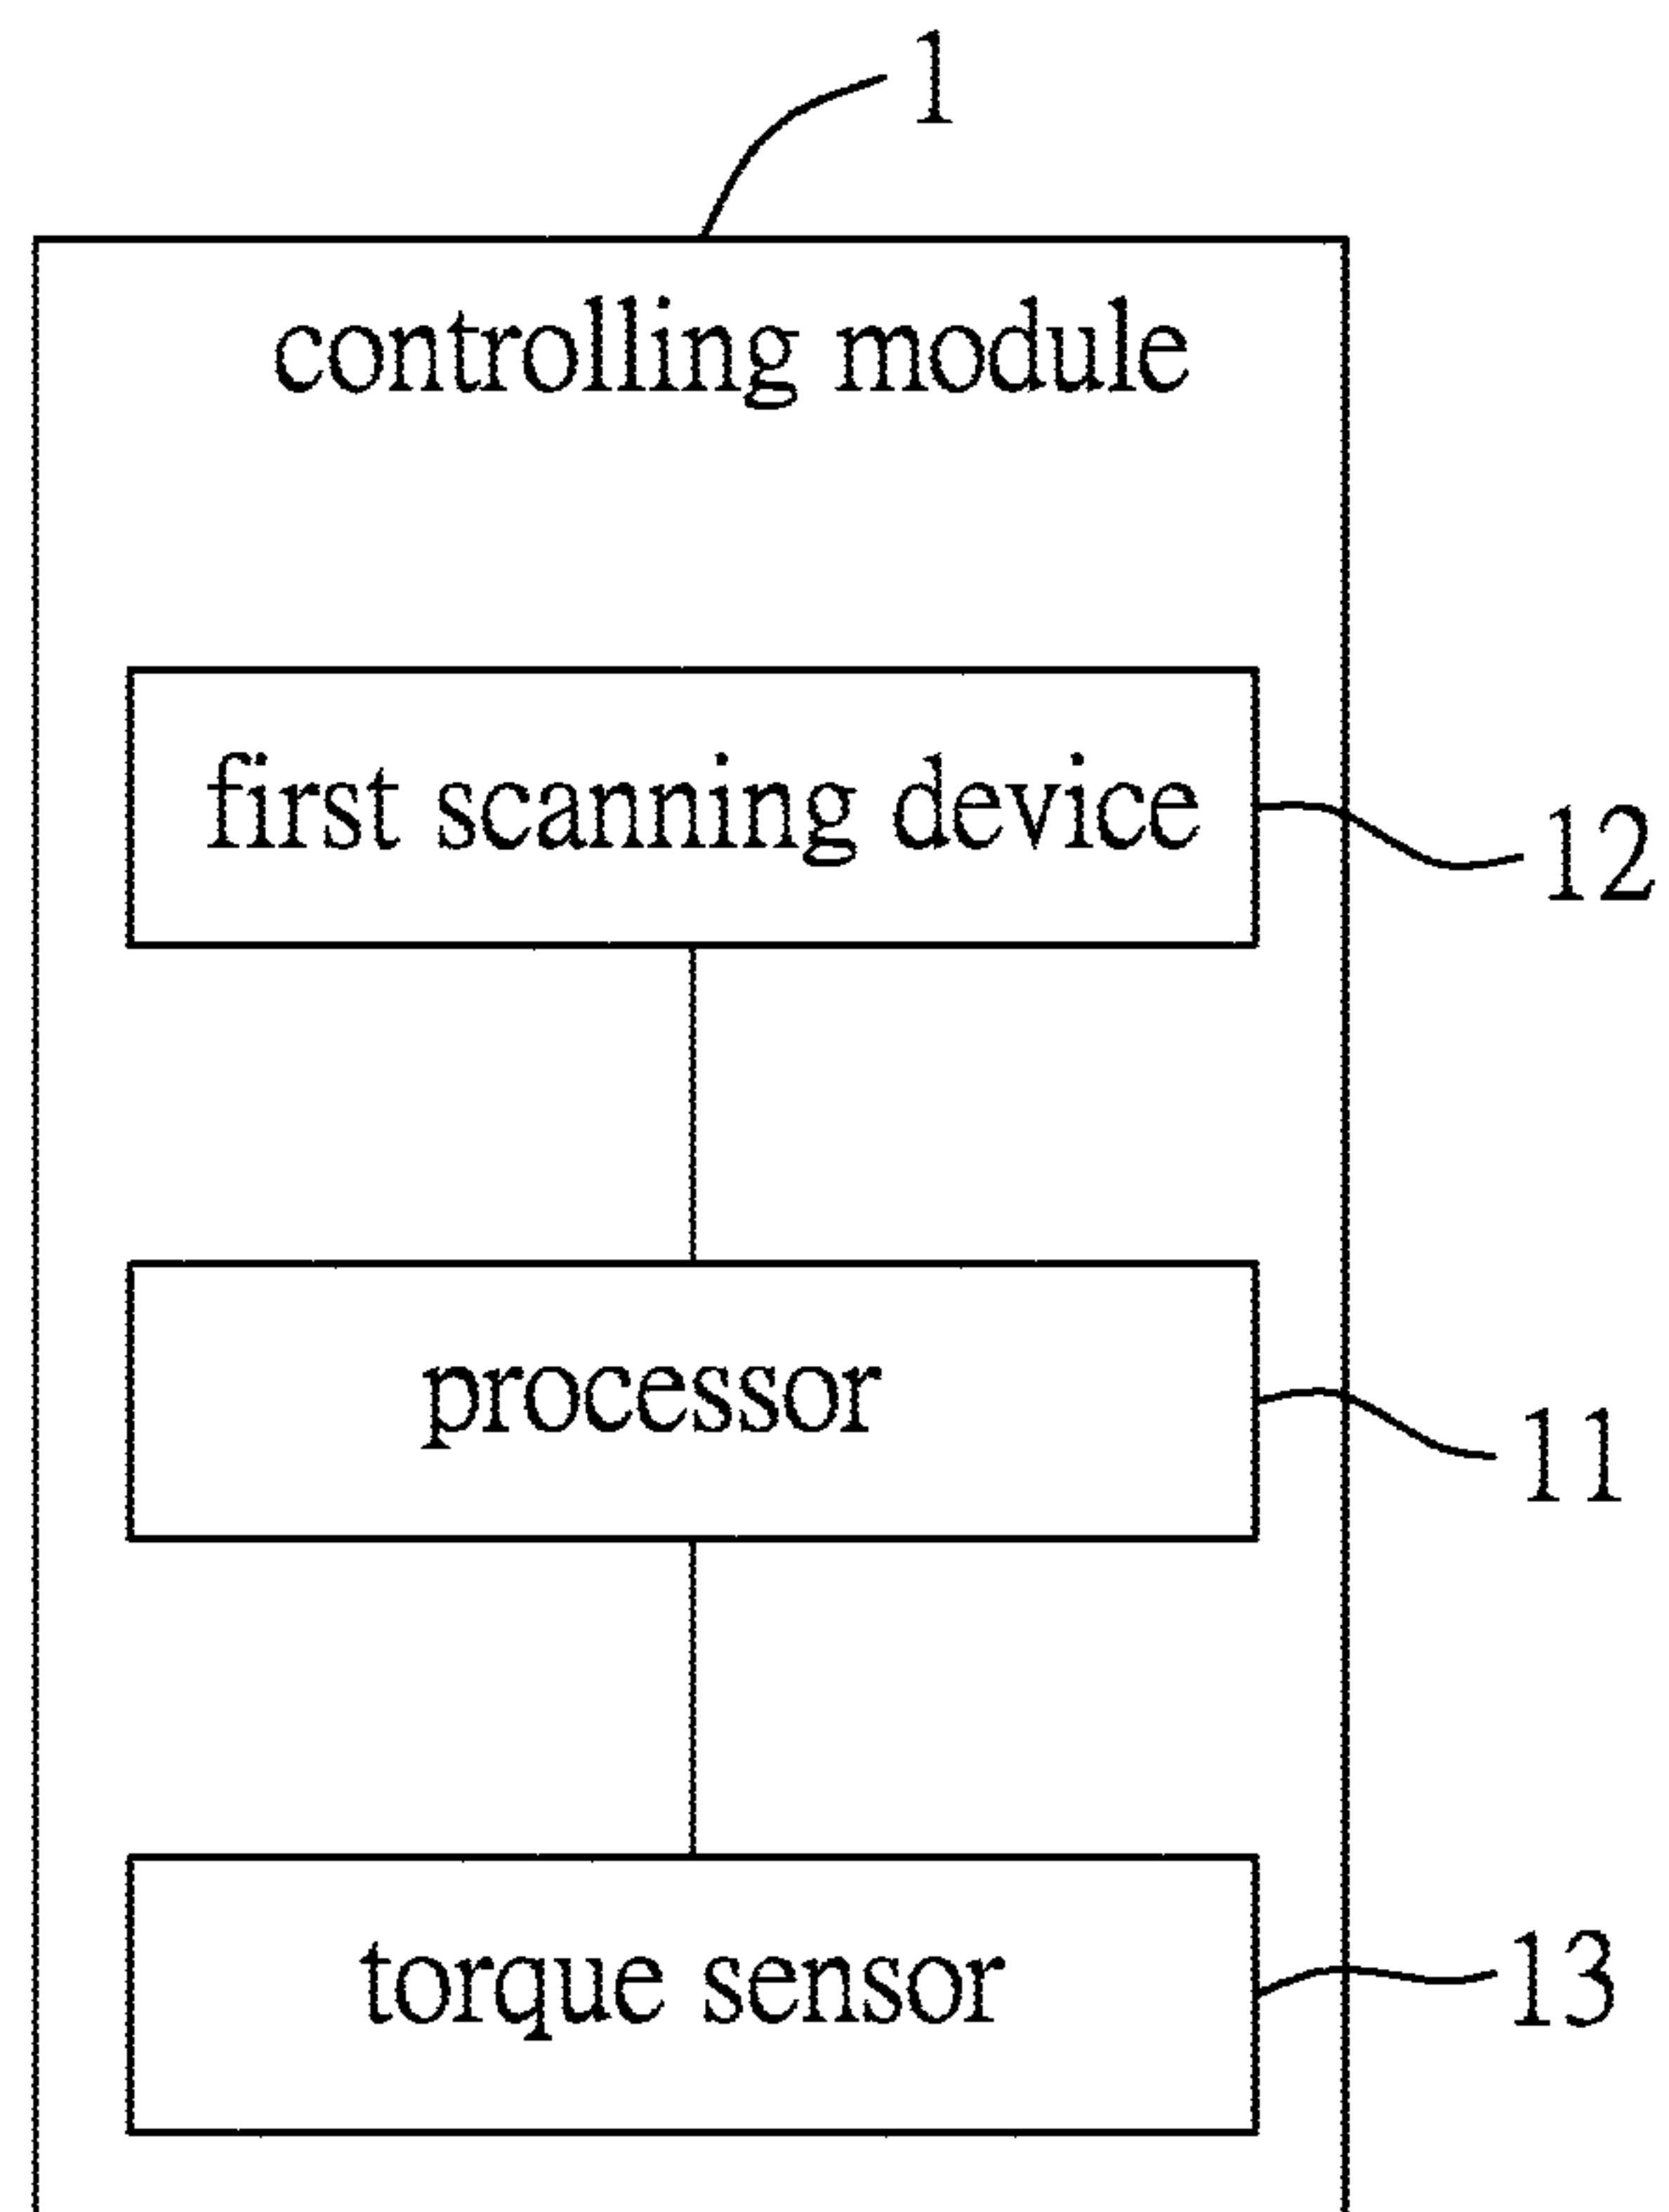 1
controlling module
first scanning device
12
processor
11
torque sensor
13